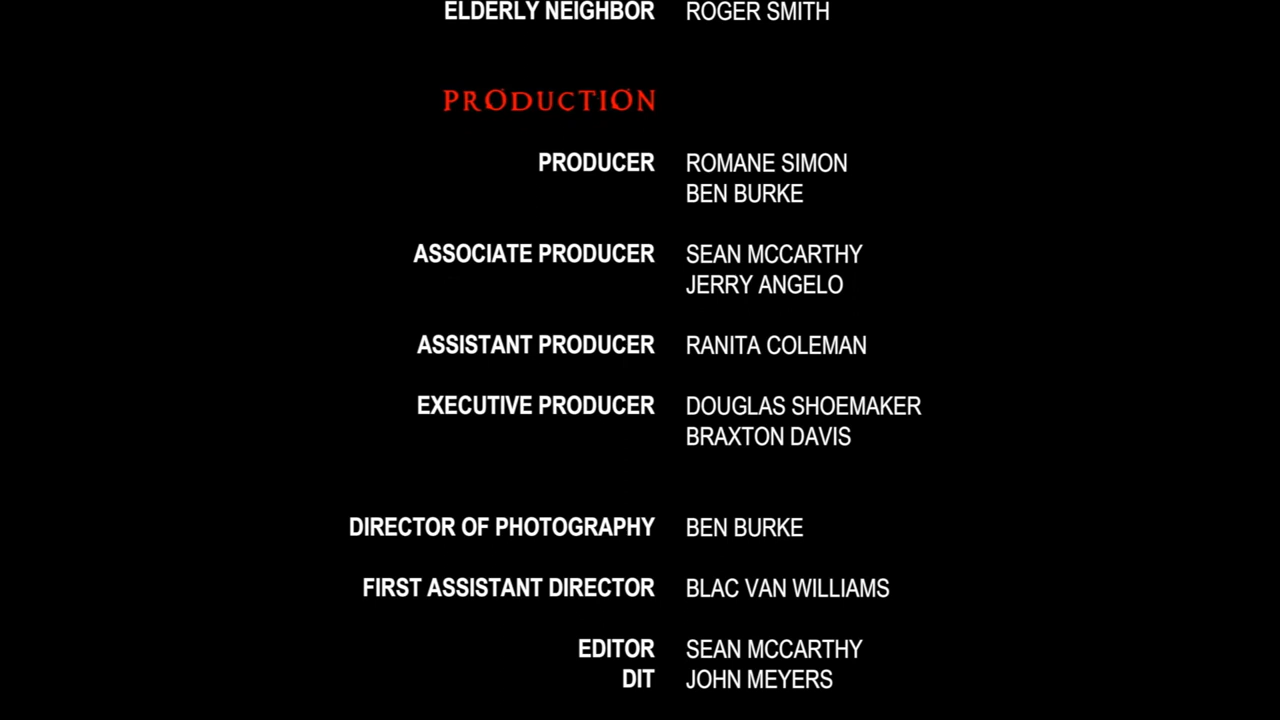 ELDERLY NEIGHBOR ROGER SMITH
PRODUCTION
PRODUCER ROMANE SIMON
BEN BURKE
ASSOCIATE PRODUCER SEAN MCCARTHY
JERRY ANGELO
ASSISTANT PRODUCER RANITA COLEMAN
EXECUTIVE PRODUCER DOUGLAS SHOEMAKER
BRAXTON DAVIS
DIRECTOR OF PHOTOGRAPHY BEN BURKE
FIRST ASSISTANT DIRECTOR BLAC VAN WILLIAMS
EDITOR SEAN MCCARTHY
DIT JOHN MEYERS